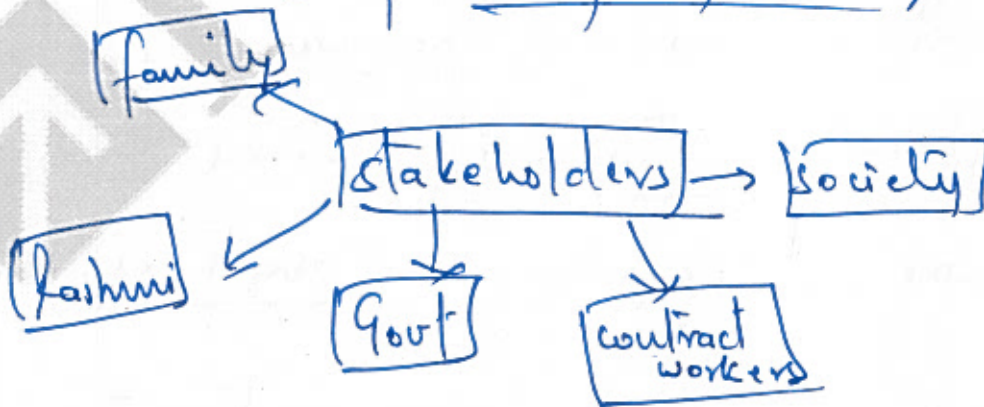 family
stakeholders
society
Rashmi
Govt
contract
workers